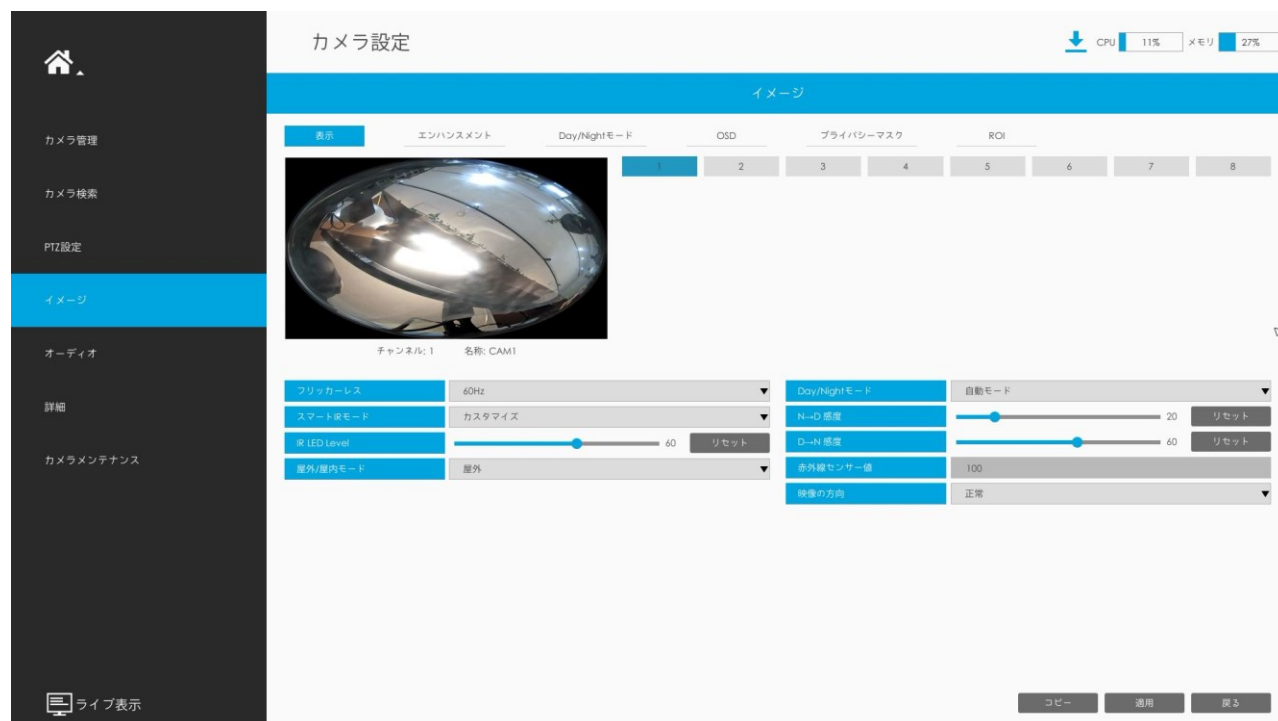 カメラ設定
CPU 11% メモリ 27%
イメージ
カメラ管理
カメラ検索
PTZ設定
イメージ
オーディオ
詳細
カメラメンテナンス
ライブ表示
表示 エンハンスメント Day/Nightモード OSD プライバシーマスク ROI
1 2 3 4 5 6 7 8
チャンネル: 1 名称: CAM1
フリッカーレス 60Hz
スマートIRモード カスタマイズ
IR LED Level 60 リセット
屋外/屋内モード 屋外
Day/Nightモード 自動モード
N→D 感度 20 リセット
D→N 感度 60 リセット
赤外線センサー値 100
映像の方向 正常
コピー 適用 戻る